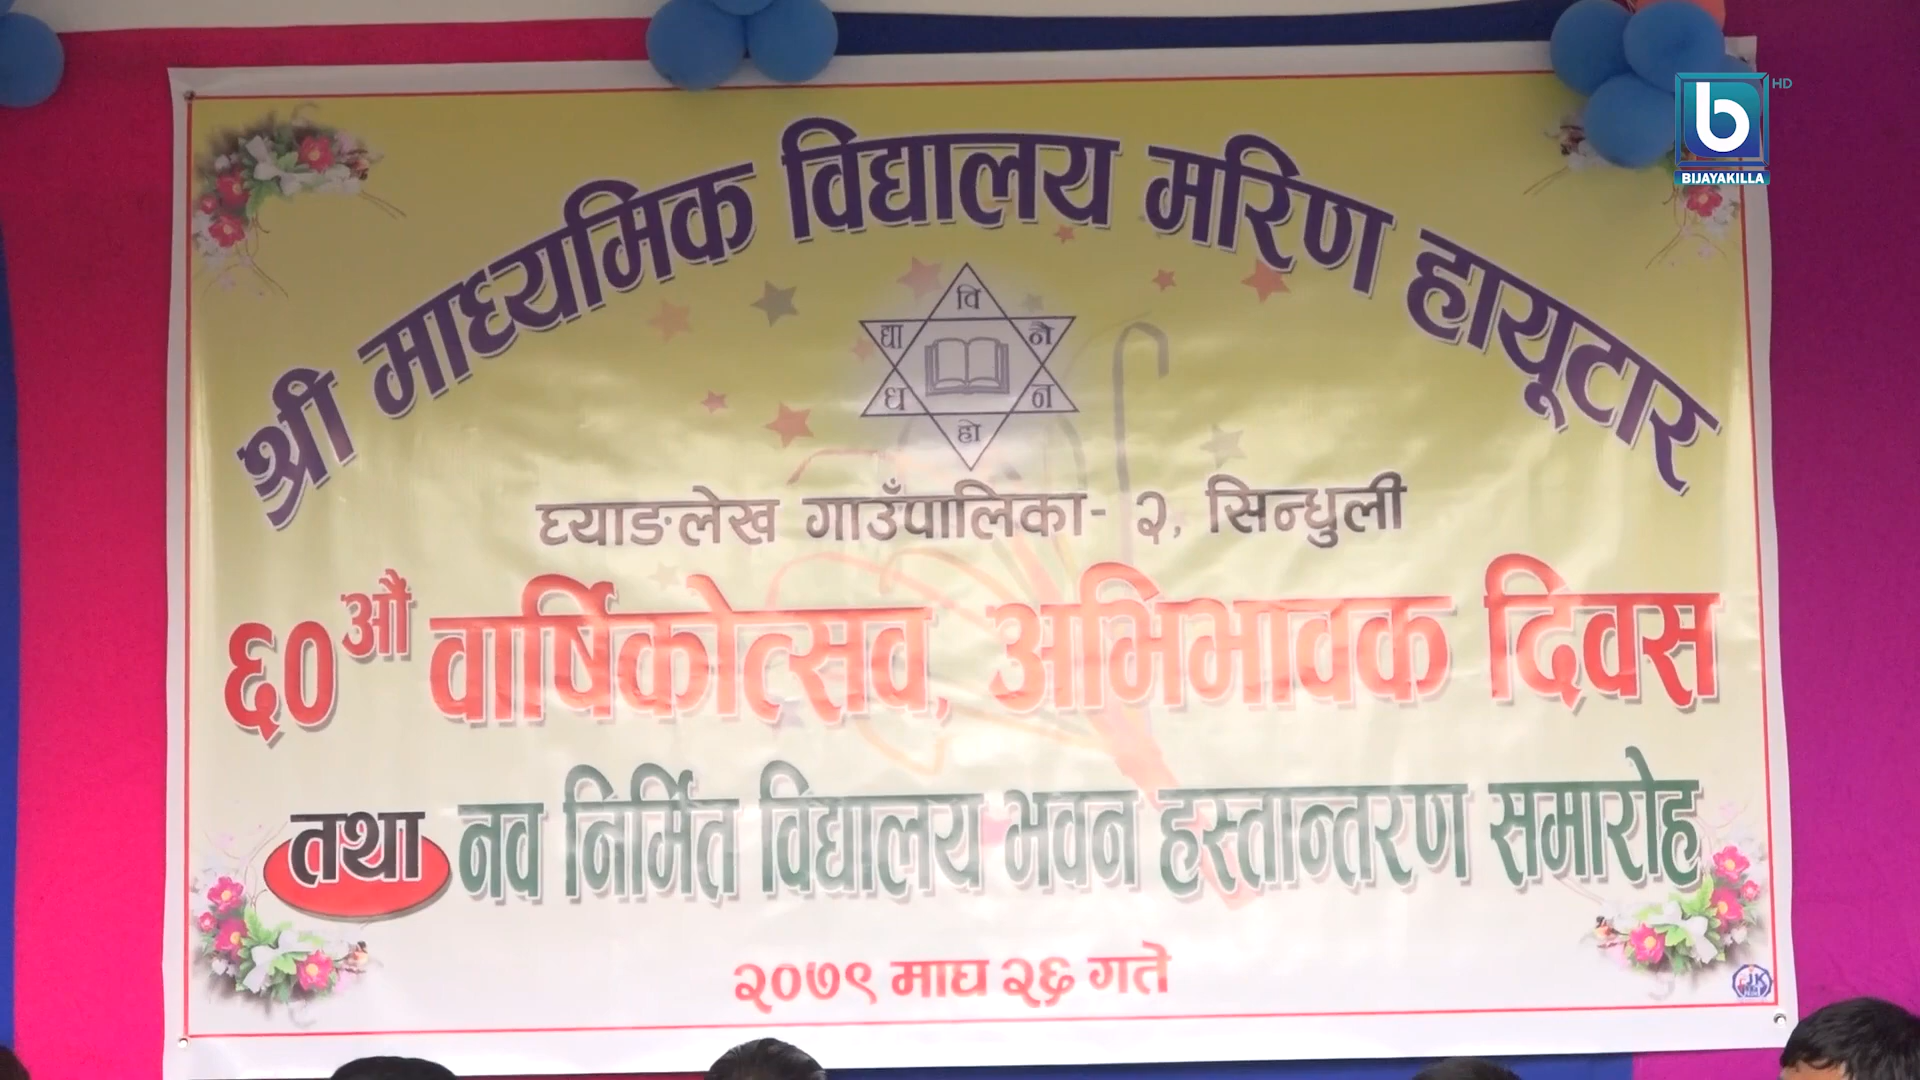 HD
b
BIJAYAKILLA
श्री माध्यमिक विद्यालय मरिण हायूटार
वि
द्या
नै
ध
न
हो
घ्याङलेख गाउँपालिका- २, सिन्धुली
६०औ वार्षिकोत्सव, अभिभावक दिवस
तथा नव निर्मित विद्यालय भवन हस्तान्तरण समारोह
२०७९ माघ २६ गते
JK